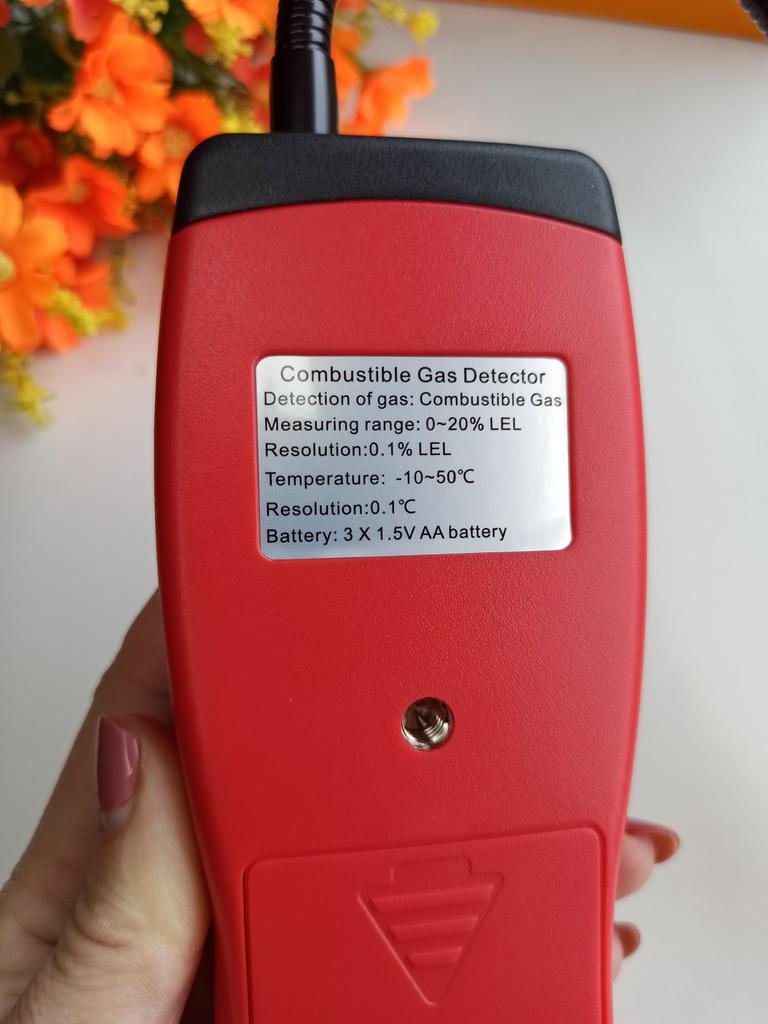 Combustible Gas Detector
Detection of gas: Combustible Gas
Measuring range: 0~20% LEL
Resolution:0.1% LEL
Temperature: -10~50℃
Resolution:0.1℃
Battery: 3 X 1.5V AA battery